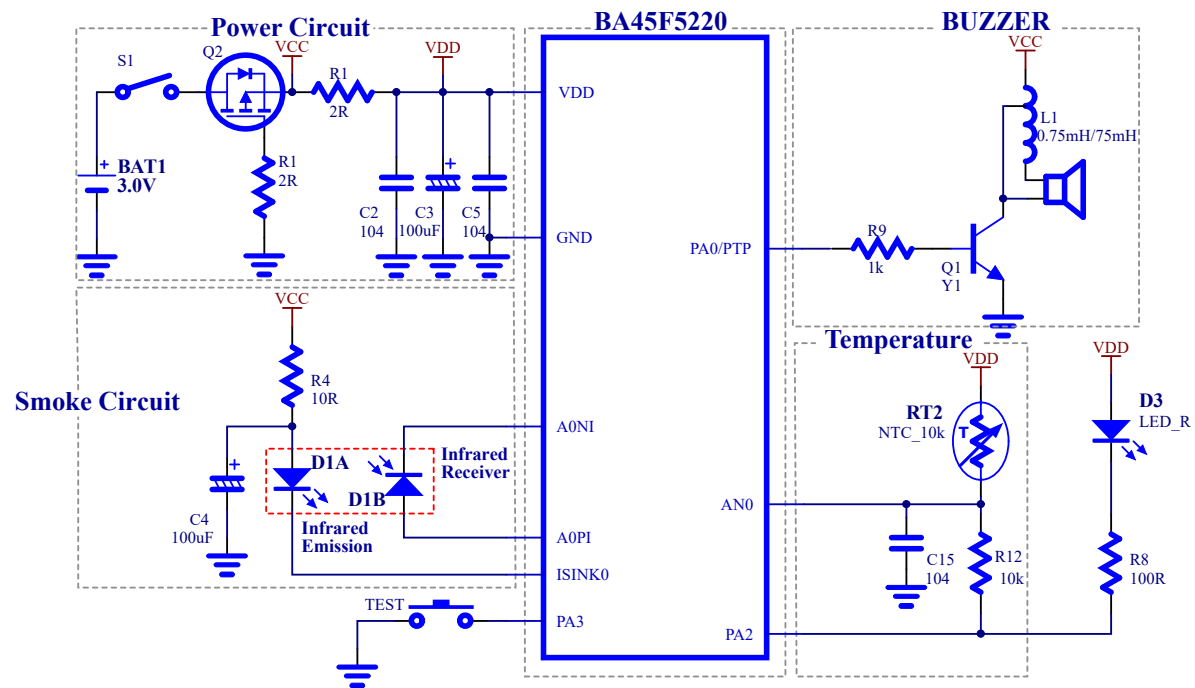 Power Circuit
BA45F5220
BUZZER
S1
Q2
VCC
VDD
R1
2R
VDD
BAT1
3.0V
+
R1
2R
+
C2
104
C3
100uF
C5
104
GND
VCC
L1
0.75mH/75mH
PA0/PTP
R9
1k
Q1
Y1
Smoke Circuit
VCC
R4
10R
+
C4
100uF
D1A
D1B
Infrared
Receiver
Infrared
Emission
A0NI
A0PI
ISINK0
TEST
PA3
Temperature
VDD
RT2
NTC_10k
T
AN0
C15
104
R12
10k
PA2
VDD
D3
LED_R
R8
100R